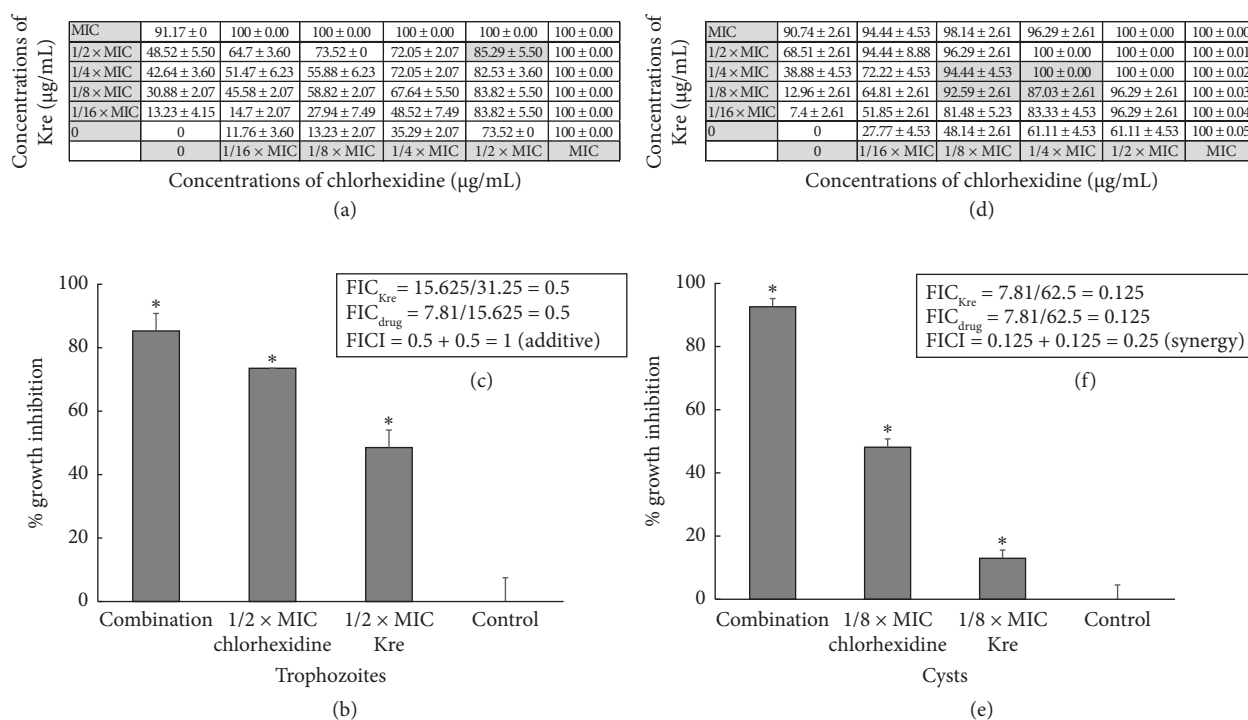 Concentrations of
Kre (µg/mL)
MIC 91.17 ± 0 100 ± 0.00 100 ± 0.00 100 ± 0.00 100 ± 0.00 100 ± 0.00
1/2 × MIC 48.52 ± 5.50 64.7 ± 3.60 73.52 ± 0 72.05 ± 2.07 85.29 ± 5.50 100 ± 0.00
1/4 × MIC 42.64 ± 3.60 51.47 ± 6.23 55.88 ± 6.23 72.05 ± 2.07 82.53 ± 3.60 100 ± 0.00
1/8 × MIC 30.88 ± 2.07 45.58 ± 2.07 58.82 ± 2.07 67.64 ± 5.50 83.82 ± 5.50 100 ± 0.00
1/16 × MIC 13.23 ± 4.15 14.7 ± 2.07 27.94 ± 7.49 48.52 ± 7.49 83.82 ± 5.50 100 ± 0.00
0 0 11.76 ± 3.60 13.23 ± 2.07 35.29 ± 2.07 73.52 ± 0 100 ± 0.00
0 1/16 × MIC 1/8 × MIC 1/4 × MIC 1/2 × MIC MIC
Concentrations of chlorhexidine (µg/mL)
(a)
Concentrations of
Kre (µg/mL)
MIC 90.74 ± 2.61 94.44 ± 4.53 98.14 ± 2.61 96.29 ± 2.61 100 ± 0.00 100 ± 0.00
1/2 × MIC 68.51 ± 2.61 94.44 ± 8.88 96.29 ± 2.61 100 ± 0.00 100 ± 0.00 100 ± 0.01
1/4 × MIC 38.88 ± 4.53 72.22 ± 4.53 94.44 ± 4.53 100 ± 0.00 100 ± 0.00 100 ± 0.02
1/8 × MIC 12.96 ± 2.61 64.81 ± 2.61 92.59 ± 2.61 87.03 ± 2.61 96.29 ± 2.61 100 ± 0.03
1/16 × MIC 7.4 ± 2.61 51.85 ± 2.61 81.48 ± 5.23 83.33 ± 4.53 96.29 ± 2.61 100 ± 0.04
0 0 27.77 ± 4.53 48.14 ± 2.61 61.11 ± 4.53 61.11 ± 4.53 100 ± 0.05
0 1/16 × MIC 1/8 × MIC 1/4 × MIC 1/2 × MIC MIC
Concentrations of chlorhexidine (µg/mL)
(d)
% growth inhibition
100
80
60
40
20
0
*
*
*
Combination 1/2 × MIC 1/2 × MIC Control
chlorhexidine Kre
Trophozoites
(b)
FIC_Kre = 15.625/31.25 = 0.5
FIC_drug = 7.81/15.625 = 0.5
FICI = 0.5 + 0.5 = 1 (additive)
(c)
% growth inhibition
100
80
60
40
20
0
*
*
*
Combination 1/8 × MIC 1/8 × MIC Control
chlorhexidine Kre
Cysts
(e)
FIC_Kre = 7.81/62.5 = 0.125
FIC_drug = 7.81/62.5 = 0.125
FICI = 0.125 + 0.125 = 0.25 (synergy)
(f)